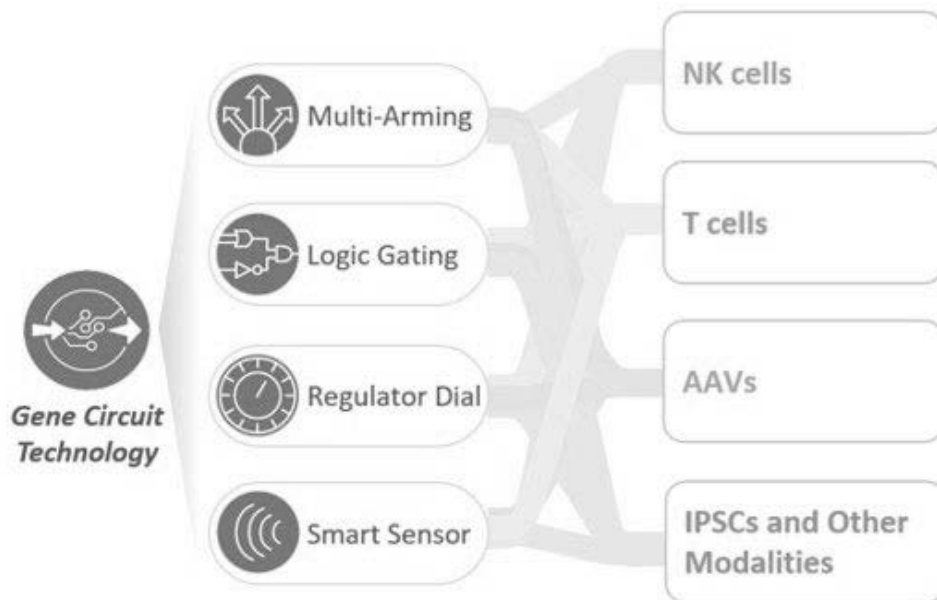 Gene Circuit
Technology
Multi-Arming
Logic Gating
Regulator Dial
Smart Sensor
NK cells
T cells
AAVs
IPSCs and Other
Modalities